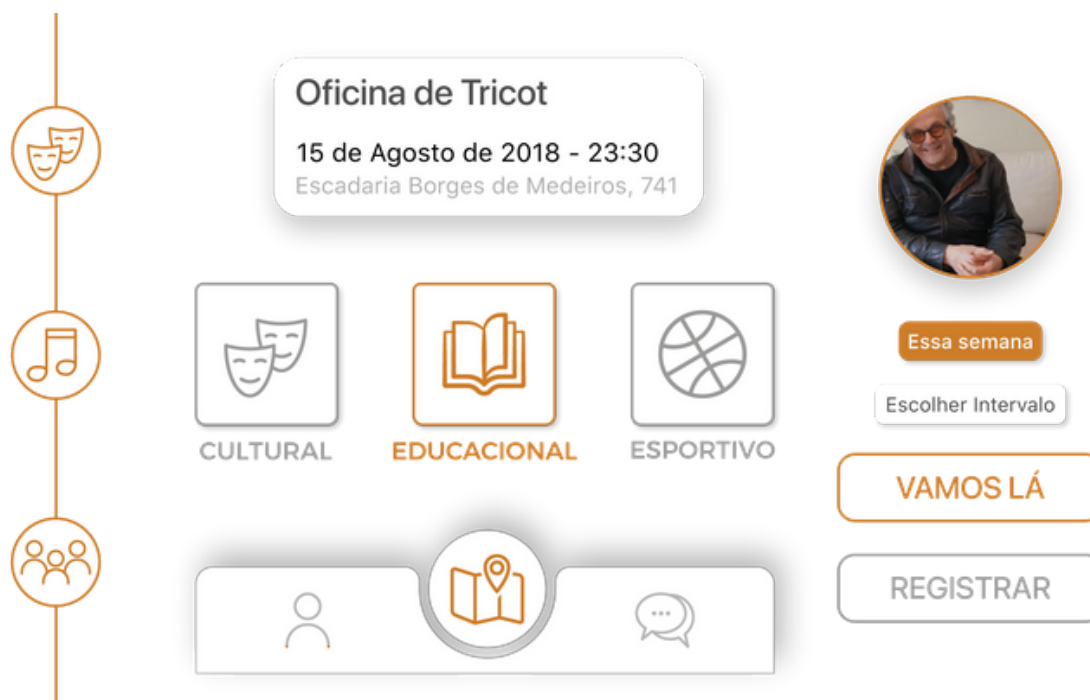 Oficina de Tricot
15 de Agosto de 2018 - 23:30
Escadaria Borges de Medeiros, 741
CULTURAL
EDUCACIONAL
ESPORTIVO
Essa semana
Escolher Intervalo
VAMOS LÁ
REGISTRAR